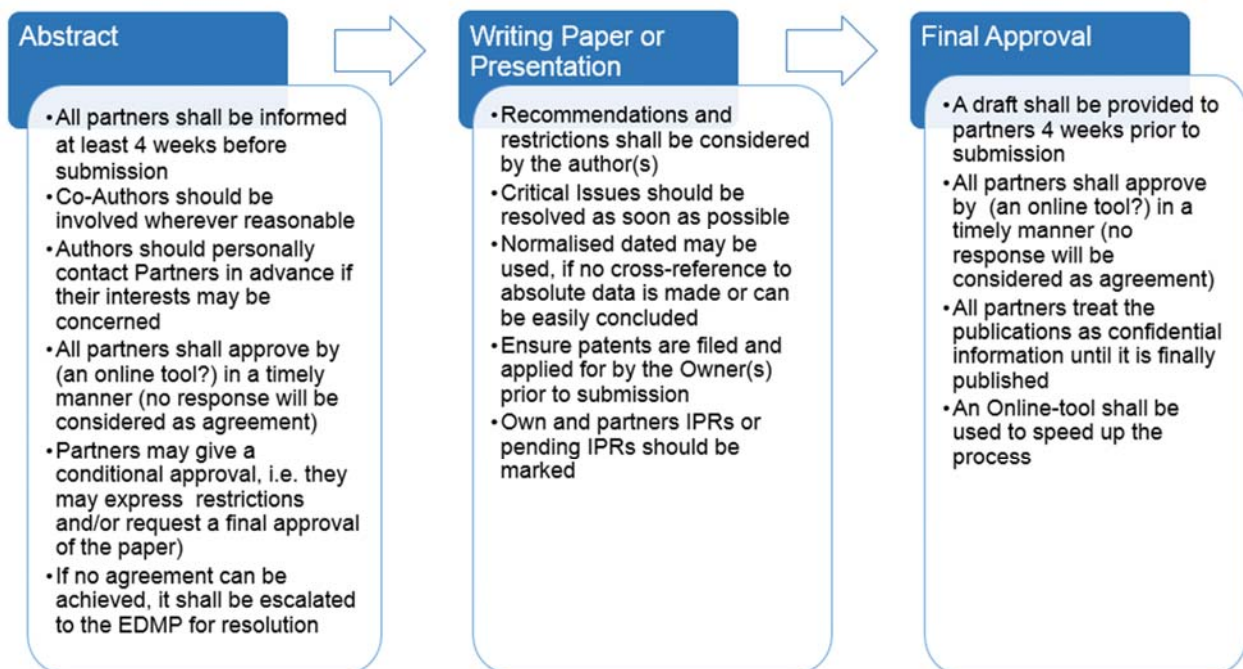 Abstract
•All partners shall be informed
at least 4 weeks before
submission
•Co-Authors should be
involved wherever reasonable
•Authors should personally
contact Partners in advance if
their interests may be
concerned
•All partners shall approve by
(an online tool?) in a timely
manner (no response will be
considered as agreement)
•Partners may give a
conditional approval, i.e. they
may express restrictions
and/or request a final approval
of the paper)
•If no agreement can be
achieved, it shall be escalated
to the EDMP for resolution
Writing Paper or
Presentation
•Recommendations and
restrictions shall be considered
by the author(s)
•Critical Issues should be
resolved as soon as possible
•Normalised dated may be
used, if no cross-reference to
absolute data is made or can
be easily concluded
•Ensure patents are filed and
applied for by the Owner(s)
prior to submission
•Own and partners IPRs or
pending IPRs should be
marked
Final Approval
•A draft shall be provided to
partners 4 weeks prior to
submission
•All partners shall approve
by (an online tool?) in a
timely manner (no
response will be
considered as agreement)
•All partners treat the
publications as confidential
information until it is finally
published
•An Online-tool shall be
used to speed up the
process